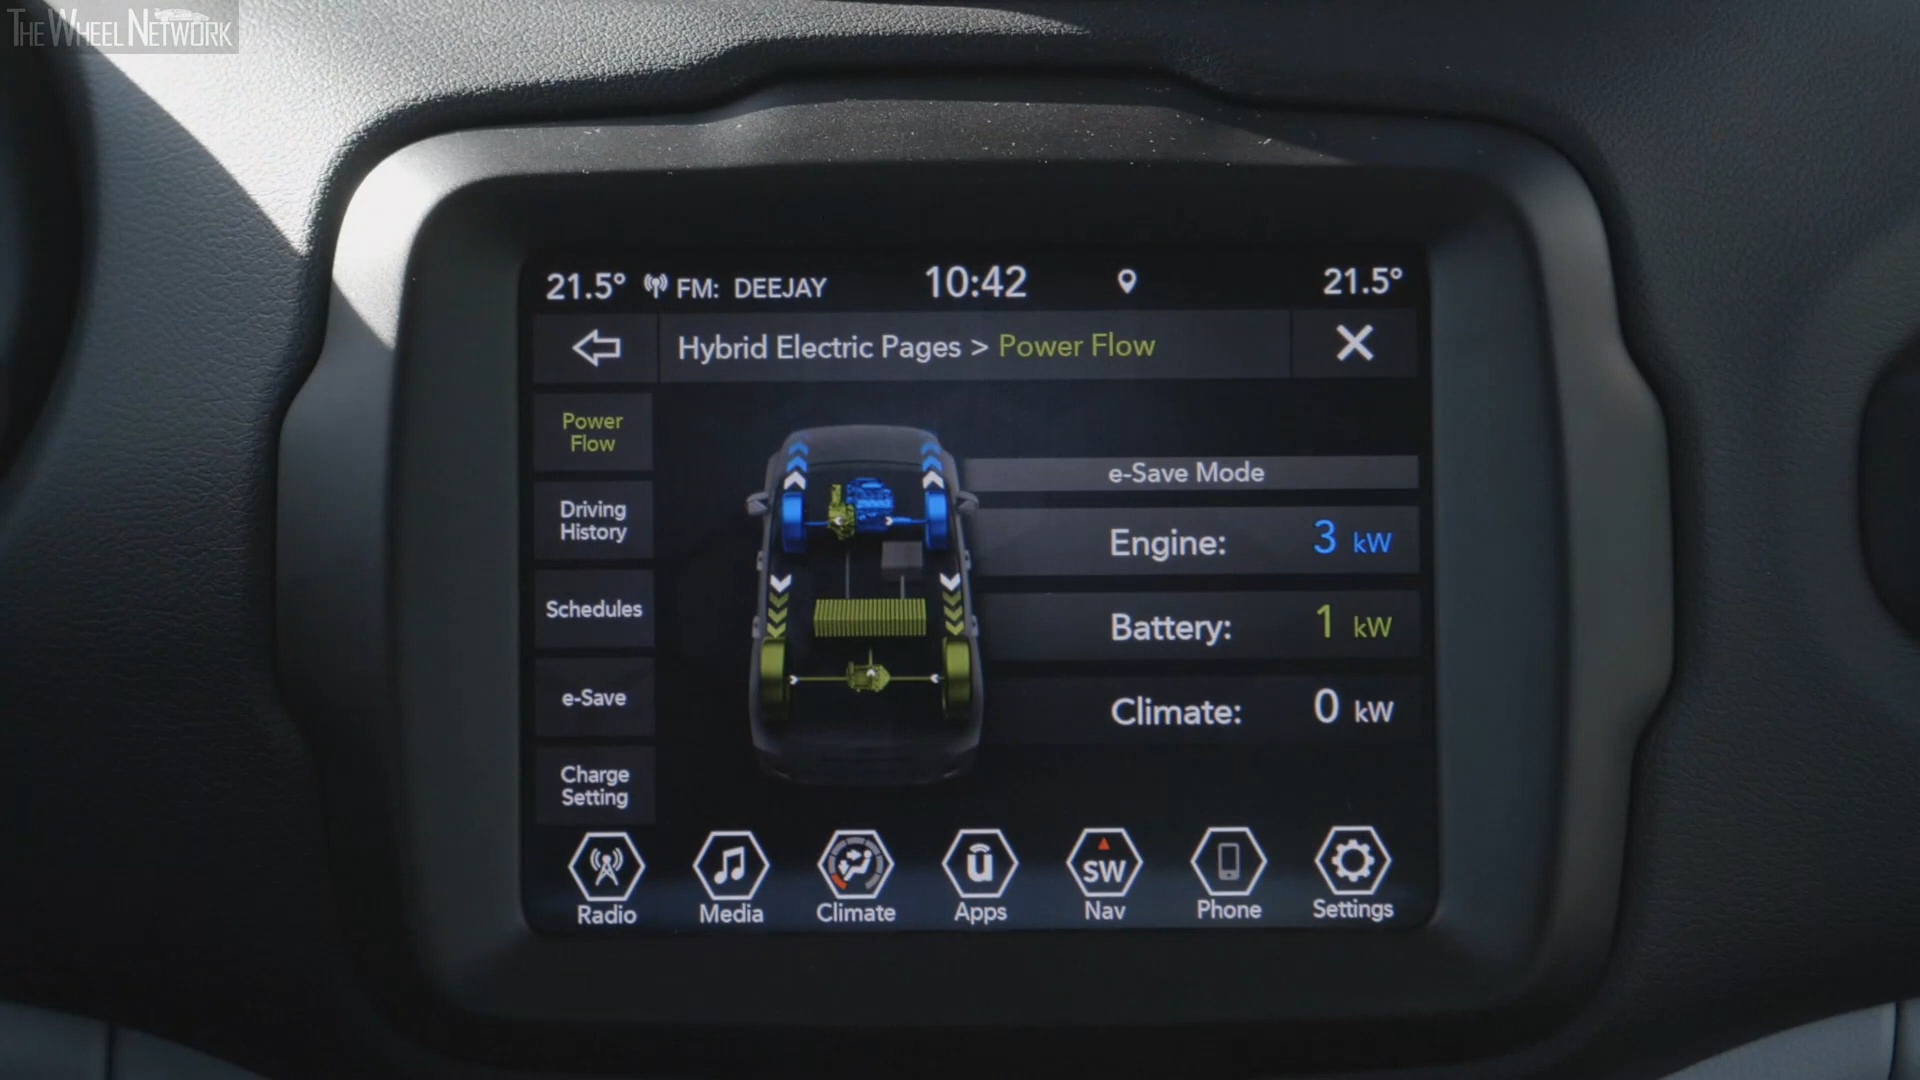 THE WHEEL NETWORK
21.5° FM: DEEJAY 10:42 21.5°
Hybrid Electric Pages > Power Flow
Power
Flow
Driving
History
Schedules
e-Save
Charge
Setting
e-Save Mode
Engine: 3 kW
Battery: 1 kW
Climate: 0 kW
ū
SW
Radio Media Climate Apps Nav Phone Settings